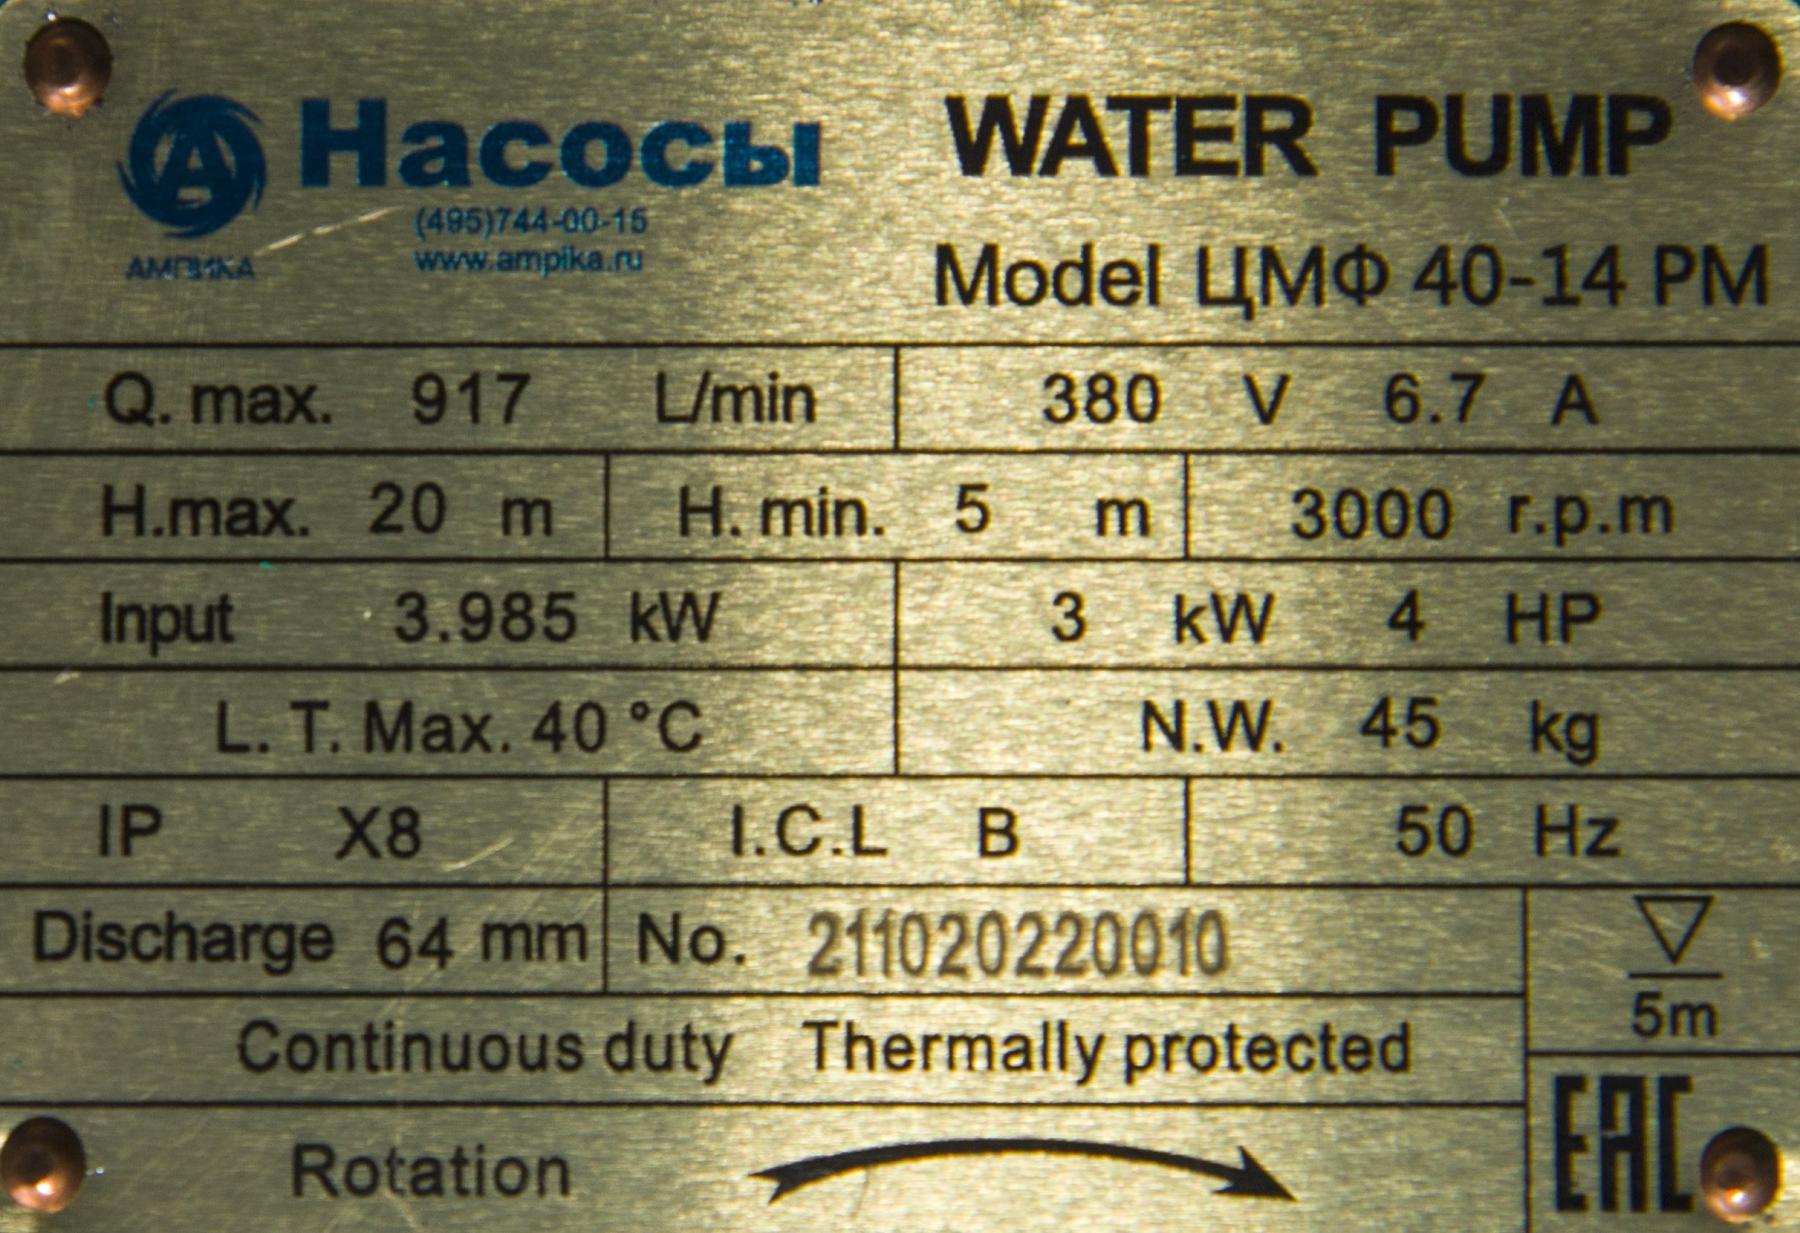 Насосы
(495)744-00-15
www.ampika.ru
АМПИКА
WATER PUMP
Model ЦМФ 40-14 РМ
Q. max. 917 L/min 380 V 6.7 A
H.max. 20 m H. min. 5 m 3000 r.p.m
Input 3.985 kW 3 kW 4 HP
L. T. Max. 40 °C N.W. 45 kg
IP X8 I.C.L B 50 Hz
Discharge 64 mm No. 211020220010
5m
Continuous duty Thermally protected
Rotation
EAC